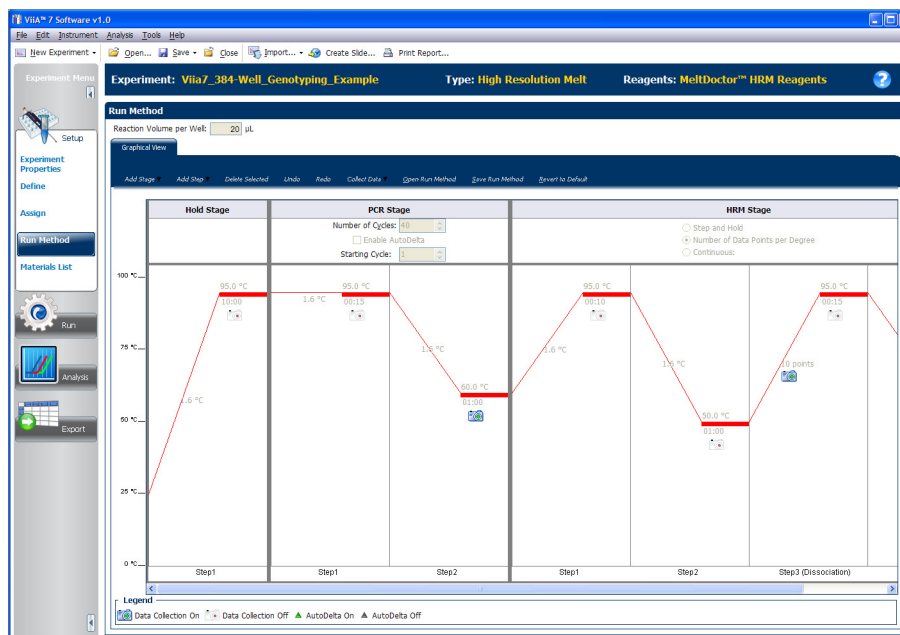 ViiA™ 7 Software v1.0
File Edit Instrument Analysis Tools Help
New Experiment Open... Save Close Import... Create Slide... Print Report...
Experiment Menu
Experiment: Viia7_384-Well_Genotyping_Example Type: High Resolution Melt Reagents: MeltDoctor™ HRM Reagents ?
Setup
Experiment
Properties
Define
Assign
Run Method
Materials List
Run
Analysis
Export
Run Method
Reaction Volume per Well: 20 µL
Graphical View
Add Stage Add Step Delete Selected Undo Redo Collect Data Open Run Method Save Run Method Revert to Default
Hold Stage PCR Stage HRM Stage
Number of Cycles: 40
Enable AutoDelta
Starting Cycle: 1
Step and Hold
Number of Data Points per Degree
Continuous:
100 °C
75 °C
50 °C
25 °C
0 °C
95.0 °C
10:00
1.6 °C
95.0 °C
00:15
1.6 °C
1.6 °C
60.0 °C
01:00
95.0 °C
00:10
1.6 °C
1.6 °C
50.0 °C
01:00
95.0 °C
00:15
10 points
Step1 Step1 Step2 Step1 Step2 Step3 (Dissociation)
Legend
Data Collection On Data Collection Off AutoDelta On AutoDelta Off